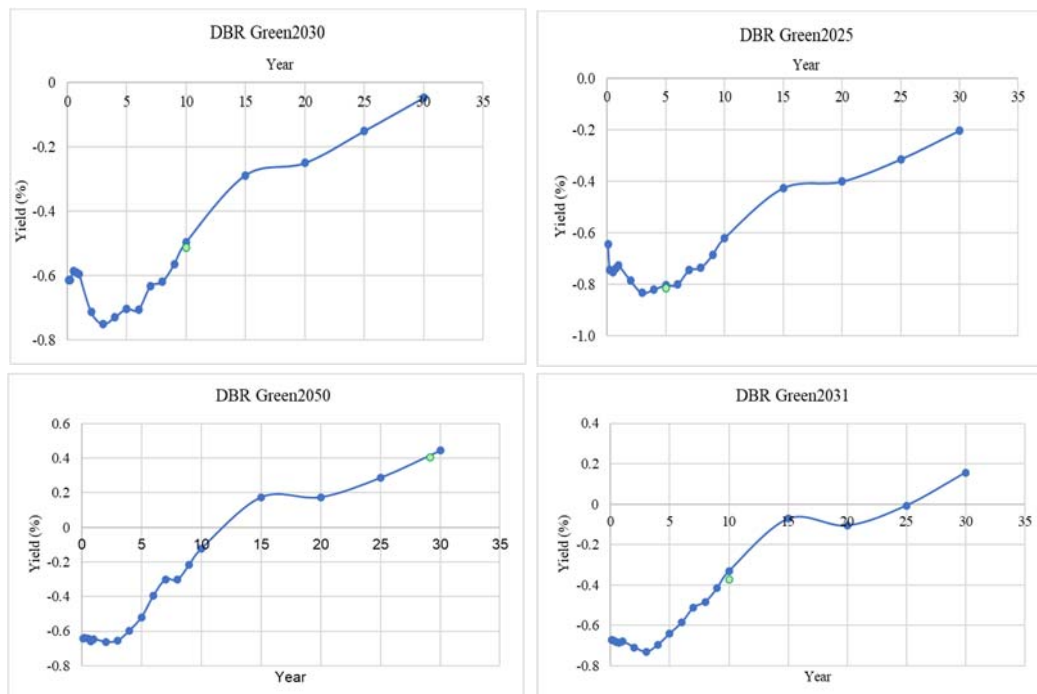 DBR Green2030
Year
0
0 5 10 15 20 25 30 35
-0.2
-0.4
-0.6
-0.8
Yield (%)
DBR Green2025
Year
0.0
0 5 10 15 20 25 30 35
-0.2
-0.4
-0.6
-0.8
-1.0
Yield (%)
DBR Green2050
0.6
0.4
0.2
0
0 5 10 15 20 25 30 35
-0.2
-0.4
-0.6
-0.8
Yield (%)
Year
DBR Green2031
0.4
0.2
0
0 5 10 15 20 25 30 35
-0.2
-0.4
-0.6
-0.8
Yield (%)
Year